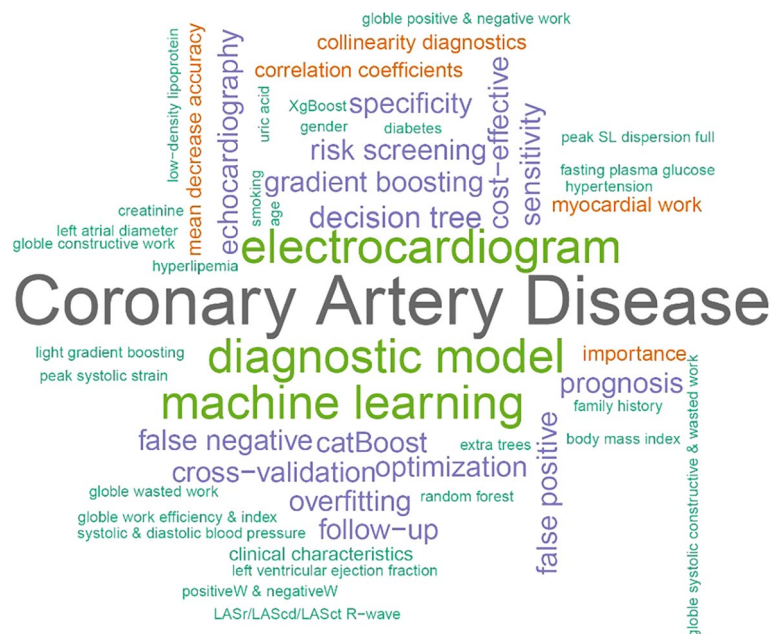 globle positive & negative work
collinearity diagnostics
correlation coefficients
low-density lipoprotein
mean decrease accuracy
echocardiography
uric acid
XgBoost
specificity
gender
diabetes
cost-effective
sensitivity
peak SL dispersion full
risk screening
fasting plasma glucose
hypertension
gradient boosting
smoking
age
myocardial work
creatinine
decision tree
left atrial diameter
globle constructive work
electrocardiogram
hyperlipemia
Coronary Artery Disease
light gradient boosting
diagnostic model
importance
peak systolic strain
prognosis
machine learning
family history
globle systolic constructive & wasted work
false negative
catBoost
extra trees
body mass index
false positive
cross-validation
optimization
globle wasted work
overfitting
random forest
globle work efficiency & index
systolic & diastolic blood pressure
follow-up
clinical characteristics
left ventricular ejection fraction
positiveW & negativeW
LASr/LAScd/LASct R-wave